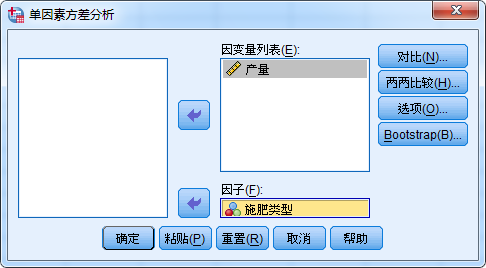 单因素方差分析
因变量列表(E):
产量
对比(N)...
两两比较(H)...
选项(O)...
Bootstrap(B)...
因子(F):
施肥类型
确定 粘贴(P) 重置(R) 取消 帮助